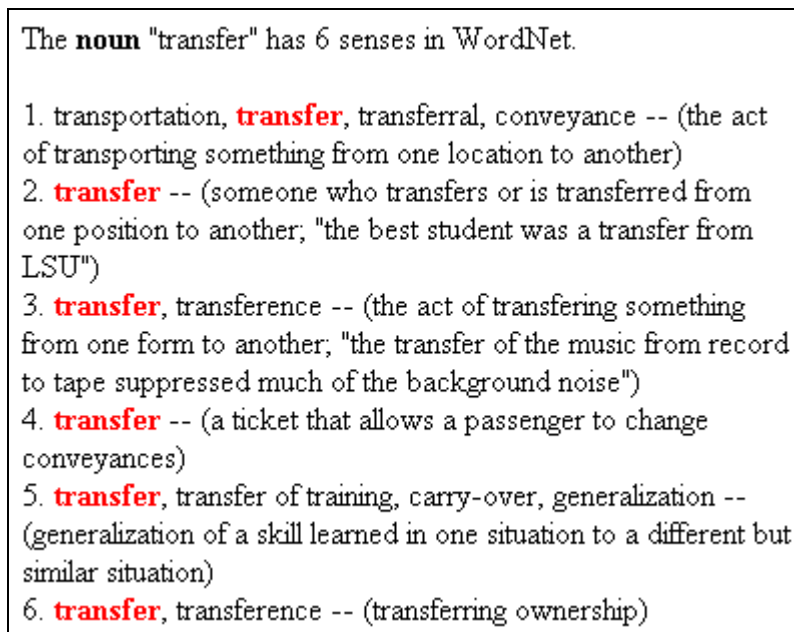 The noun "transfer" has 6 senses in WordNet.
1. transportation, transfer, transferral, conveyance -- (the act
of transporting something from one location to another)
2. transfer -- (someone who transfers or is transferred from
one position to another; "the best student was a transfer from
LSU")
3. transfer, transference -- (the act of transfering something
from one form to another; "the transfer of the music from record
to tape suppressed much of the background noise")
4. transfer -- (a ticket that allows a passenger to change
conveyances)
5. transfer, transfer of training, carry-over, generalization --
(generalization of a skill learned in one situation to a different but
similar situation)
6. transfer, transference -- (transferring ownership)